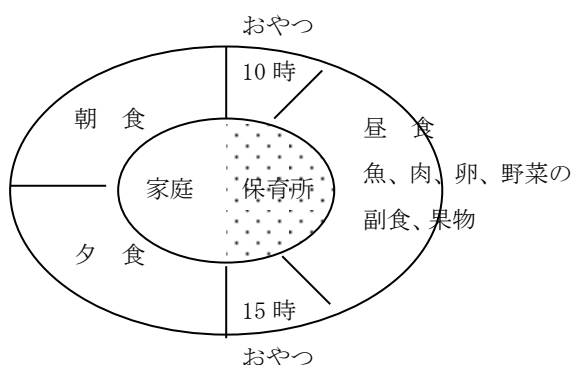 おやつ
10時
朝　食
昼　食
魚、肉、卵、野菜の
副食、果物
家庭
保育所
夕　食
15時
おやつ